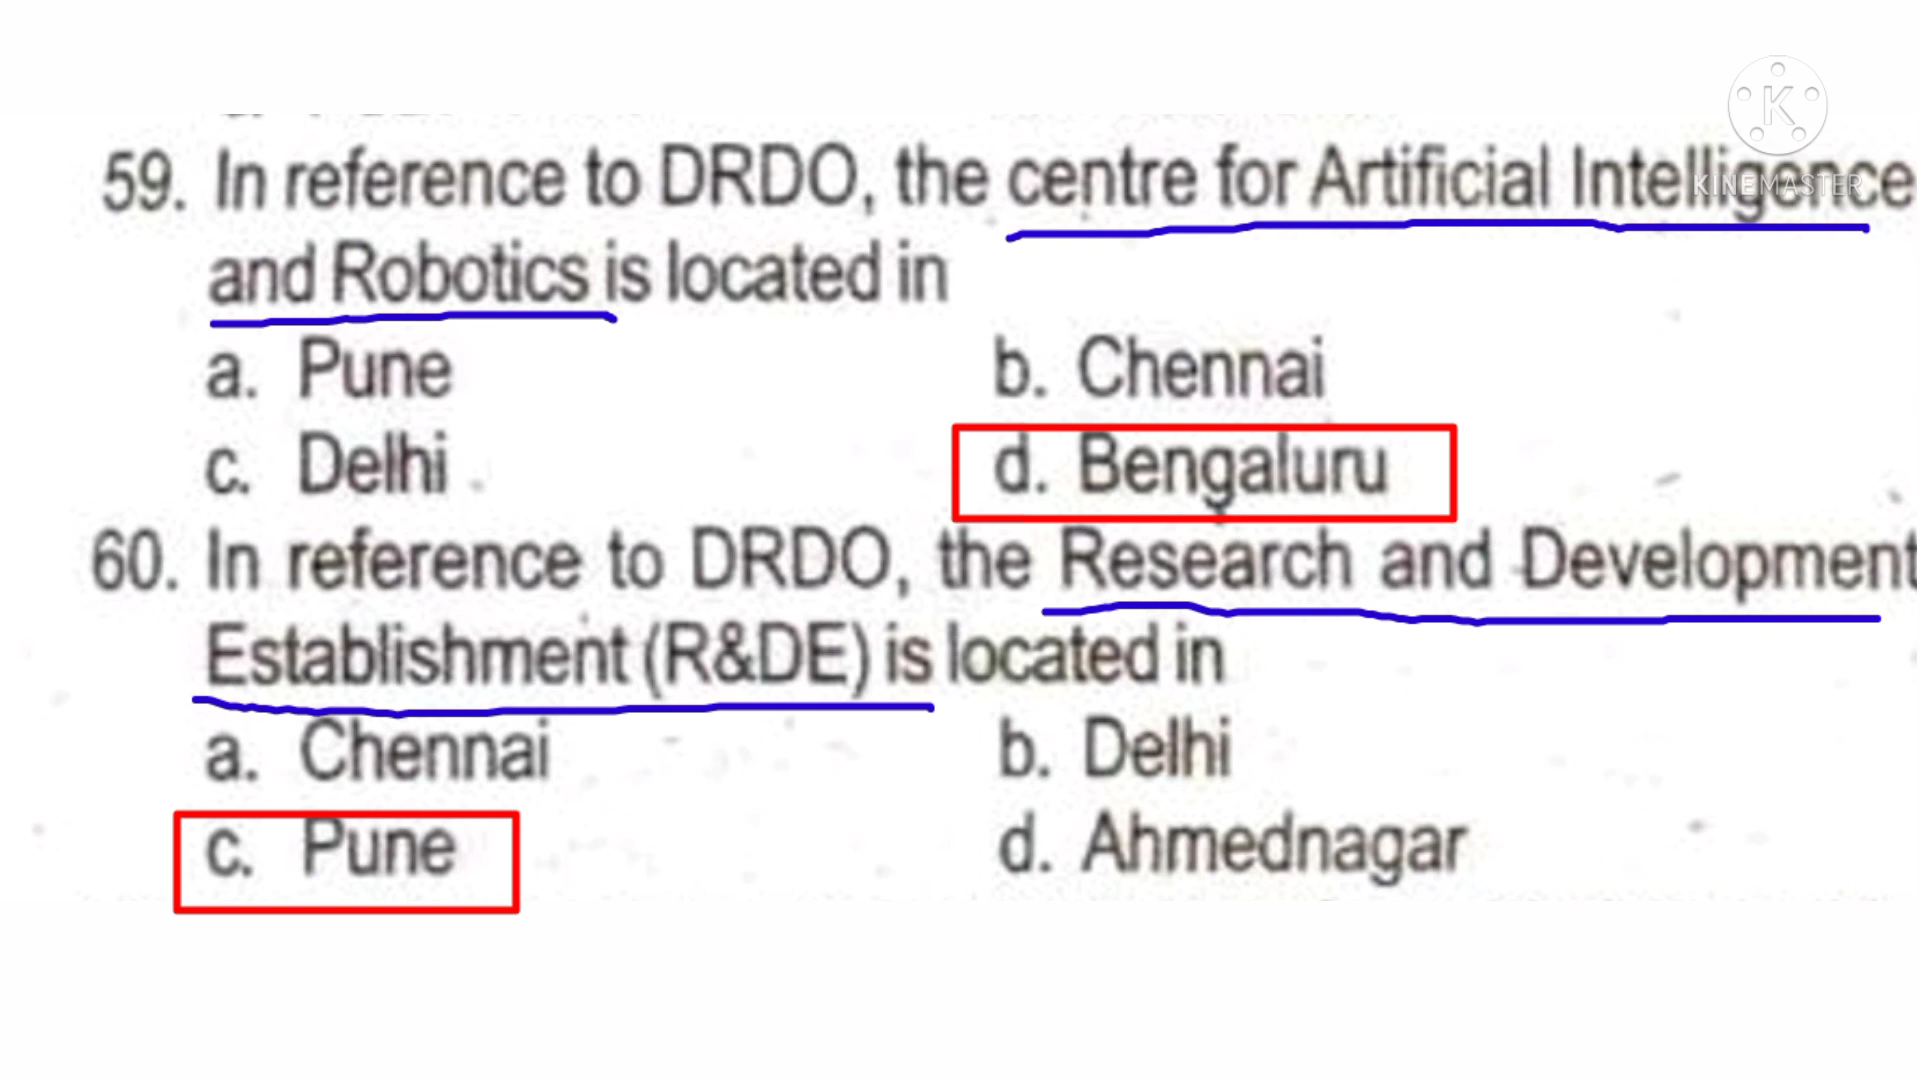 K
KINEMASTER
59. In reference to DRDO, the centre for Artificial Intelligence
and Robotics is located in
a. Pune b. Chennai
c. Delhi d. Bengaluru
60. In reference to DRDO, the Research and Development
Establishment (R&DE) is located in
a. Chennai b. Delhi
c. Pune d. Ahmednagar